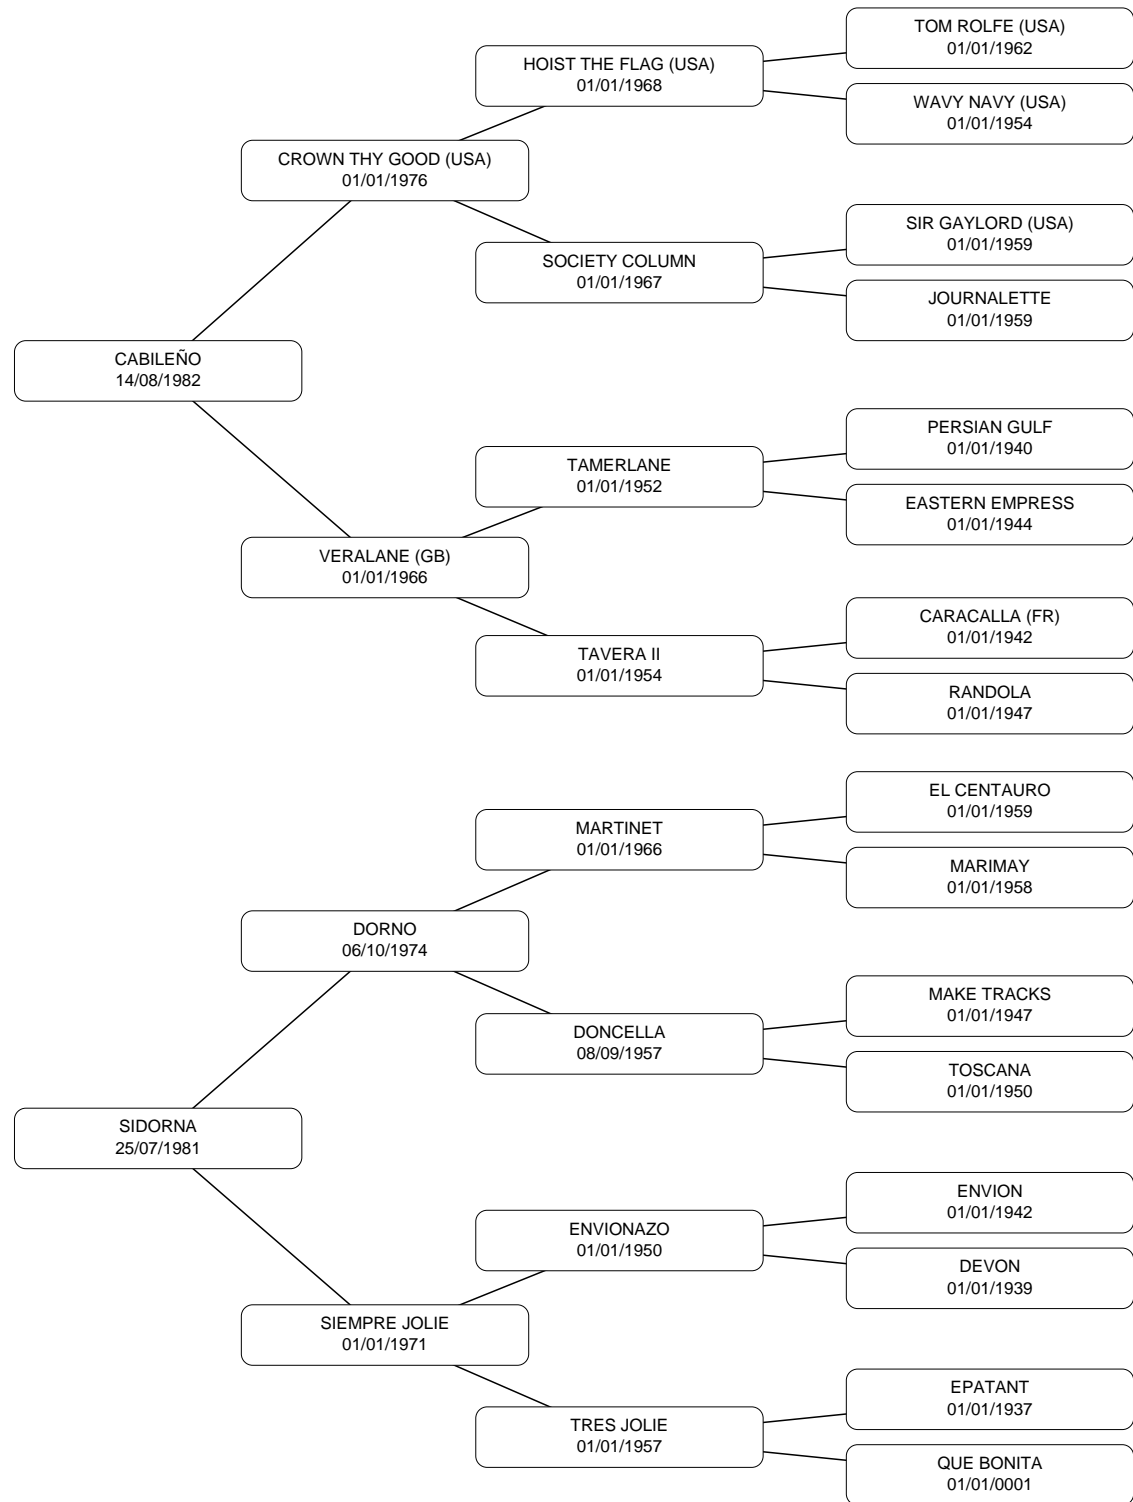 TOM ROLFE (USA)
01/01/1962
HOIST THE FLAG (USA)
01/01/1968
WAVY NAVY (USA)
01/01/1954
CROWN THY GOOD (USA)
01/01/1976
SIR GAYLORD (USA)
01/01/1959
SOCIETY COLUMN
01/01/1967
JOURNALETTE
01/01/1959
CABILEÑO
14/08/1982
PERSIAN GULF
01/01/1940
TAMERLANE
01/01/1952
EASTERN EMPRESS
01/01/1944
VERALANE (GB)
01/01/1966
CARACALLA (FR)
01/01/1942
TAVERA II
01/01/1954
RANDOLA
01/01/1947
EL CENTAURO
01/01/1959
MARTINET
01/01/1966
MARIMAY
01/01/1958
DORNO
06/10/1974
MAKE TRACKS
01/01/1947
DONCELLA
08/09/1957
TOSCANA
01/01/1950
SIDORNA
25/07/1981
ENVION
01/01/1942
ENVIONAZO
01/01/1950
DEVON
01/01/1939
SIEMPRE JOLIE
01/01/1971
EPATANT
01/01/1937
TRES JOLIE
01/01/1957
QUE BONITA
01/01/0001